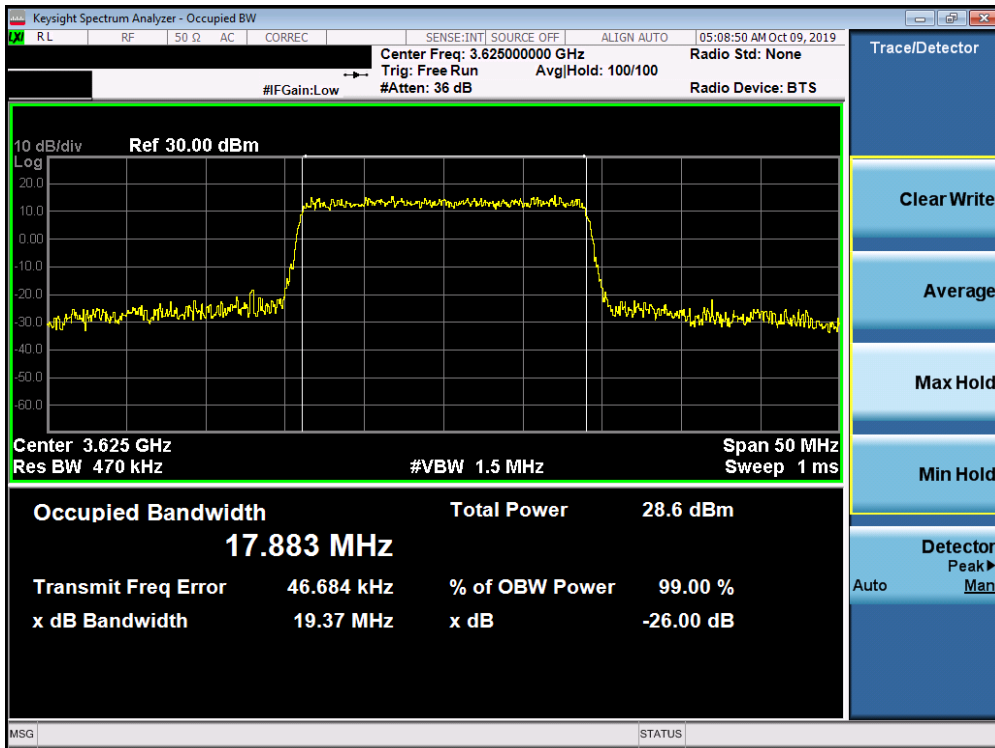 Keysight Spectrum Analyzer - Occupied BW
LXI RL RF 50 Ω AC CORREC SENSE:INT SOURCE OFF ALIGN AUTO 05:08:50 AM Oct 09, 2019
Center Freq: 3.625000000 GHz Radio Std: None
Trig: Free Run Avg|Hold: 100/100
#IFGain:Low #Atten: 36 dB Radio Device: BTS
Trace/Detector
10 dB/div Ref 30.00 dBm
Log
20.0
10.0
0.00
-10.0
-20.0
-30.0
-40.0
-50.0
-60.0
Center 3.625 GHz Span 50 MHz
Res BW 470 kHz #VBW 1.5 MHz Sweep 1 ms
Occupied Bandwidth Total Power 28.6 dBm
17.883 MHz
Transmit Freq Error 46.684 kHz % of OBW Power 99.00 %
x dB Bandwidth 19.37 MHz x dB -26.00 dB
Clear Write
Average
Max Hold
Min Hold
Detector
Peak▶
Auto Man
MSG STATUS